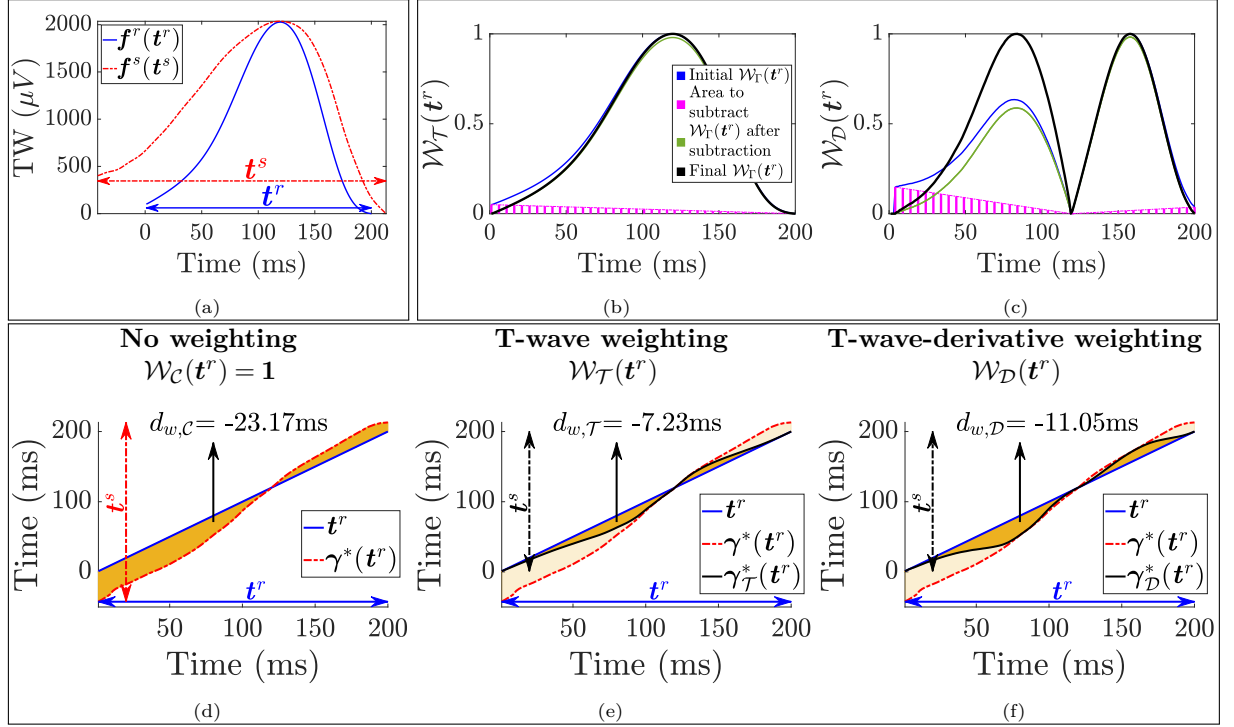 2000
1500
1000
500
0
TW (μV)
f^r(t^r)
f^s(t^s)
t^s
t^r
0 50 100 150 200
Time (ms)
(a)
1
0.5
0
W_T(t^r)
Initial W_Γ(t^r)
Area to
subtract
W_Γ(t^r) after
subtraction
Final W_Γ(t^r)
0 50 100 150 200
Time (ms)
(b)
1
0.5
0
W_D(t^r)
50 100 150 200
Time (ms)
(c)
No weighting
W_C(t^r) = 1
d_{w,C}= -23.17ms
200
100
0
Time (ms)
t^s
t^r
γ*(t^r)
t^r
50 100 150 200
Time (ms)
(d)
T-wave weighting
W_T(t^r)
d_{w,T}= -7.23ms
200
100
0
Time (ms)
t^s
t^r
γ*(t^r)
γ*_T(t^r)
t^r
50 100 150 200
Time (ms)
(e)
T-wave-derivative weighting
W_D(t^r)
d_{w,D}= -11.05ms
200
100
0
Time (ms)
t^s
t^r
γ*(t^r)
γ*_D(t^r)
t^r
50 100 150 200
Time (ms)
(f)